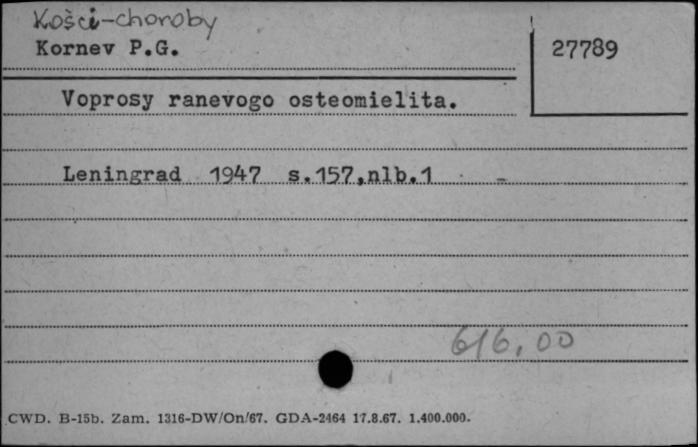 Kości-choroby
Kornev P.G.
27789
Voprosy ranevogo osteomielita.
Leningrad 1947 s.157,nlb.1 -
616,00
CWD. B-15b. Zam. 1316-DW/On/67. GDA-2464 17.8.67. 1.400.000.